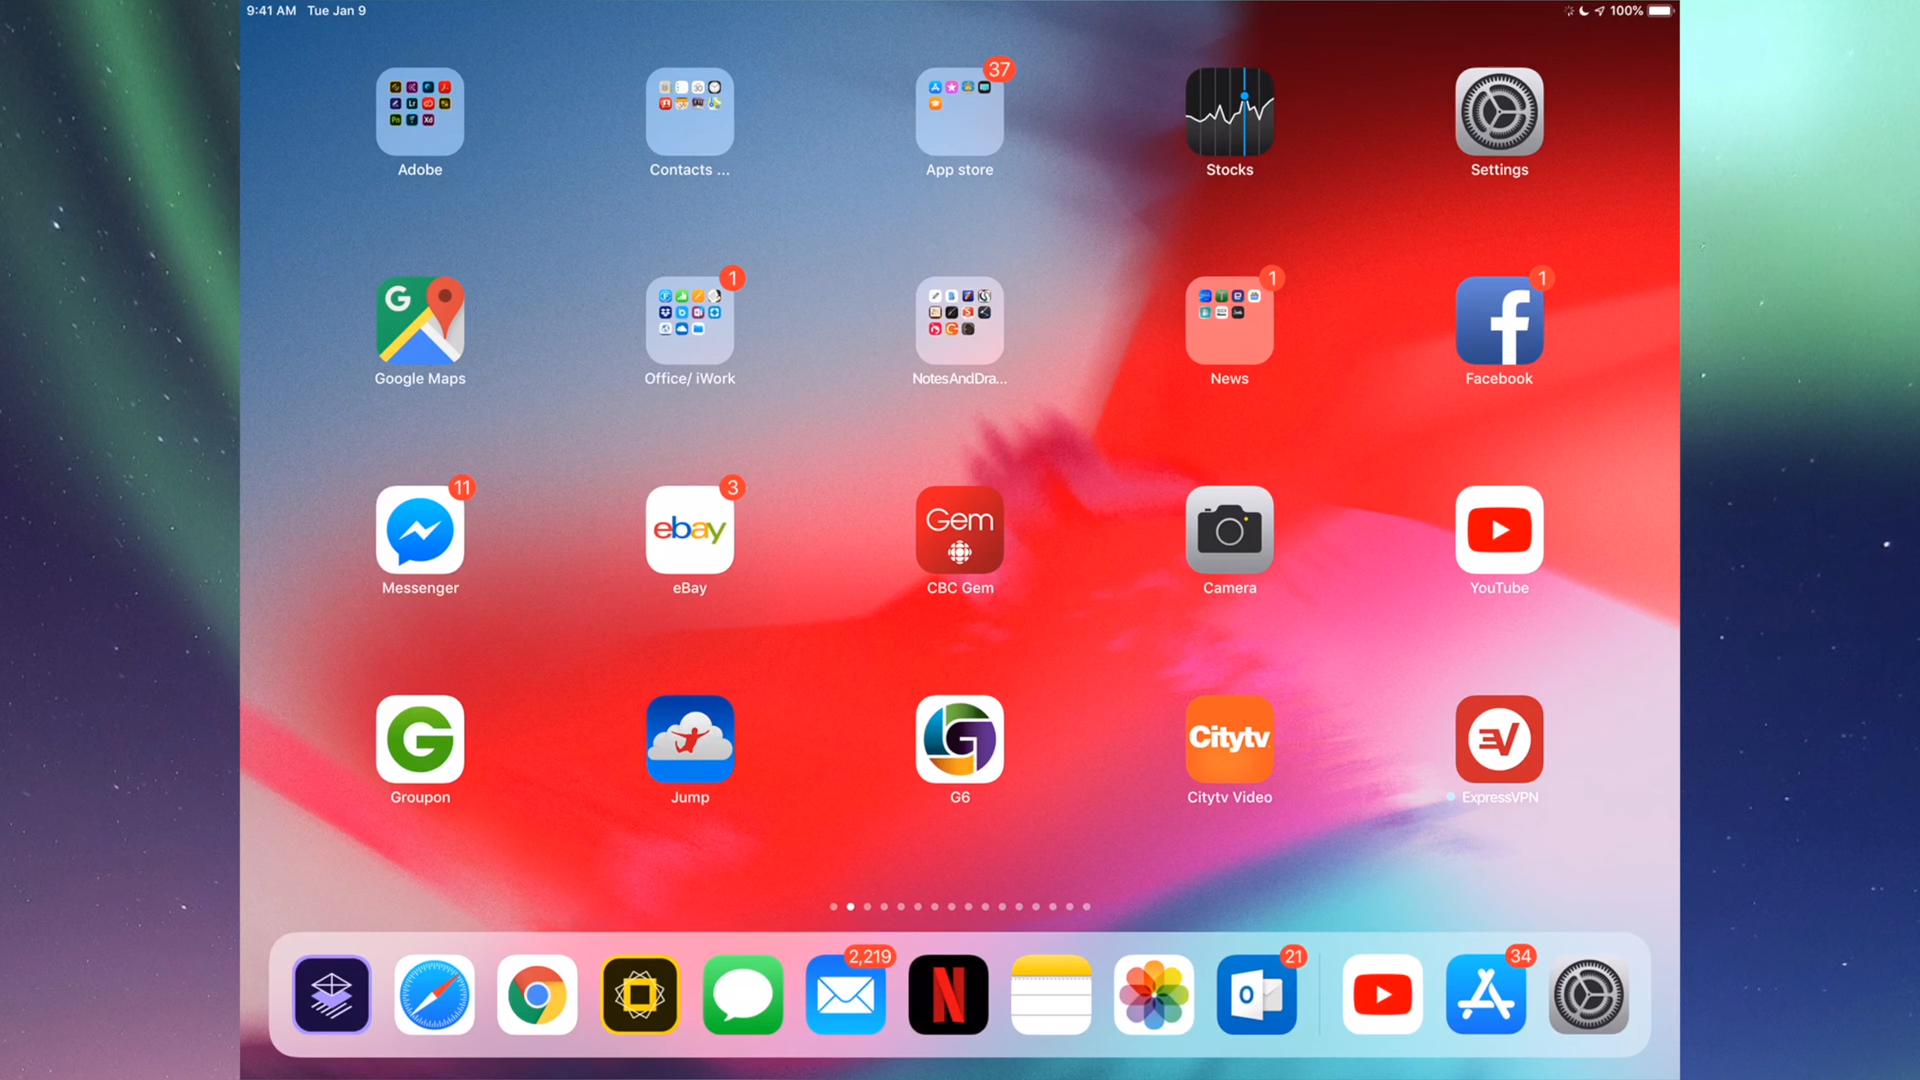 9:41 AM Tue Jan 9
100%
37
Adobe
Contacts ...
App store
Stocks
Settings
1
1
1
Google Maps
Office/ iWork
NotesAndDra...
News
Facebook
11
3
ebay
Gem
Messenger
eBay
CBC Gem
Camera
YouTube
Citytv
Groupon
Jump
G6
Citytv Video
ExpressVPN
2,219
21
34